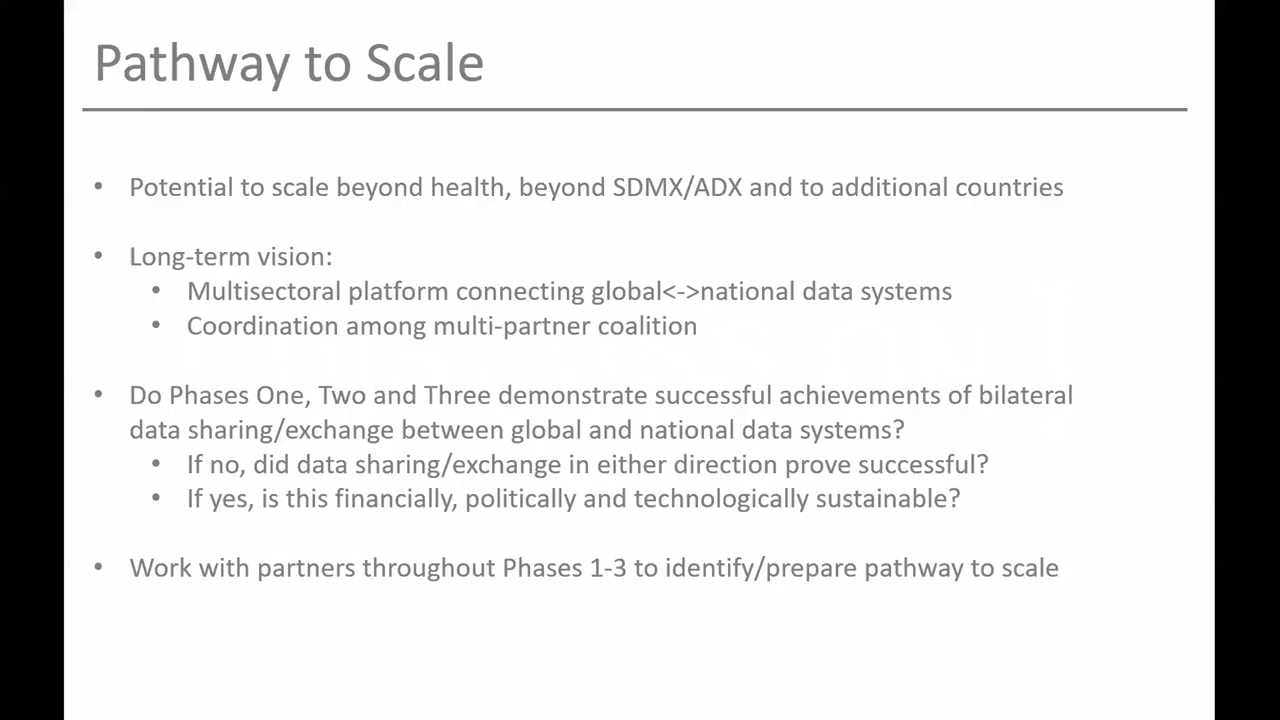 Pathway to Scale
• Potential to scale beyond health, beyond SDMX/ADX and to additional countries
• Long-term vision:
• Multisectoral platform connecting global<->national data systems
• Coordination among multi-partner coalition
• Do Phases One, Two and Three demonstrate successful achievements of bilateral
data sharing/exchange between global and national data systems?
• If no, did data sharing/exchange in either direction prove successful?
• If yes, is this financially, politically and technologically sustainable?
• Work with partners throughout Phases 1-3 to identify/prepare pathway to scale